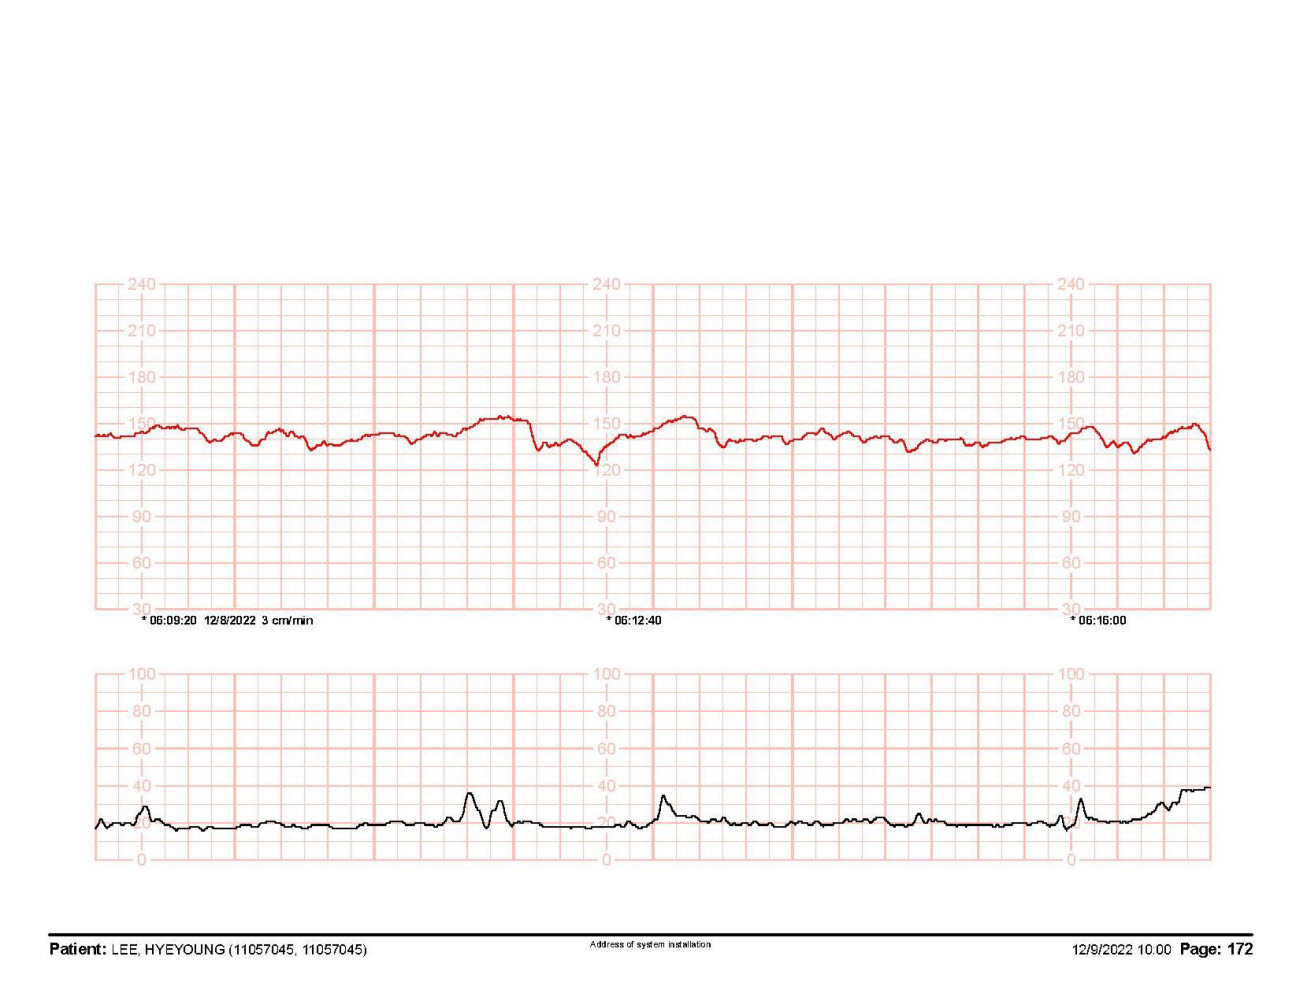 240 240 240
210 210 210
180 180 180
150 150 150
120 120 120
90 90 90
60 60 60
30 30 30
* 06:09:20 12/8/2022 3 cm/min * 06:12:40 * 06:16:00
100 100 100
80 80 80
60 60 60
40 40 40
20 20 20
0 0 0
Patient: LEE, HYEYOUNG (11057045, 11057045) Address of system installation 12/9/2022 10:00 Page: 172